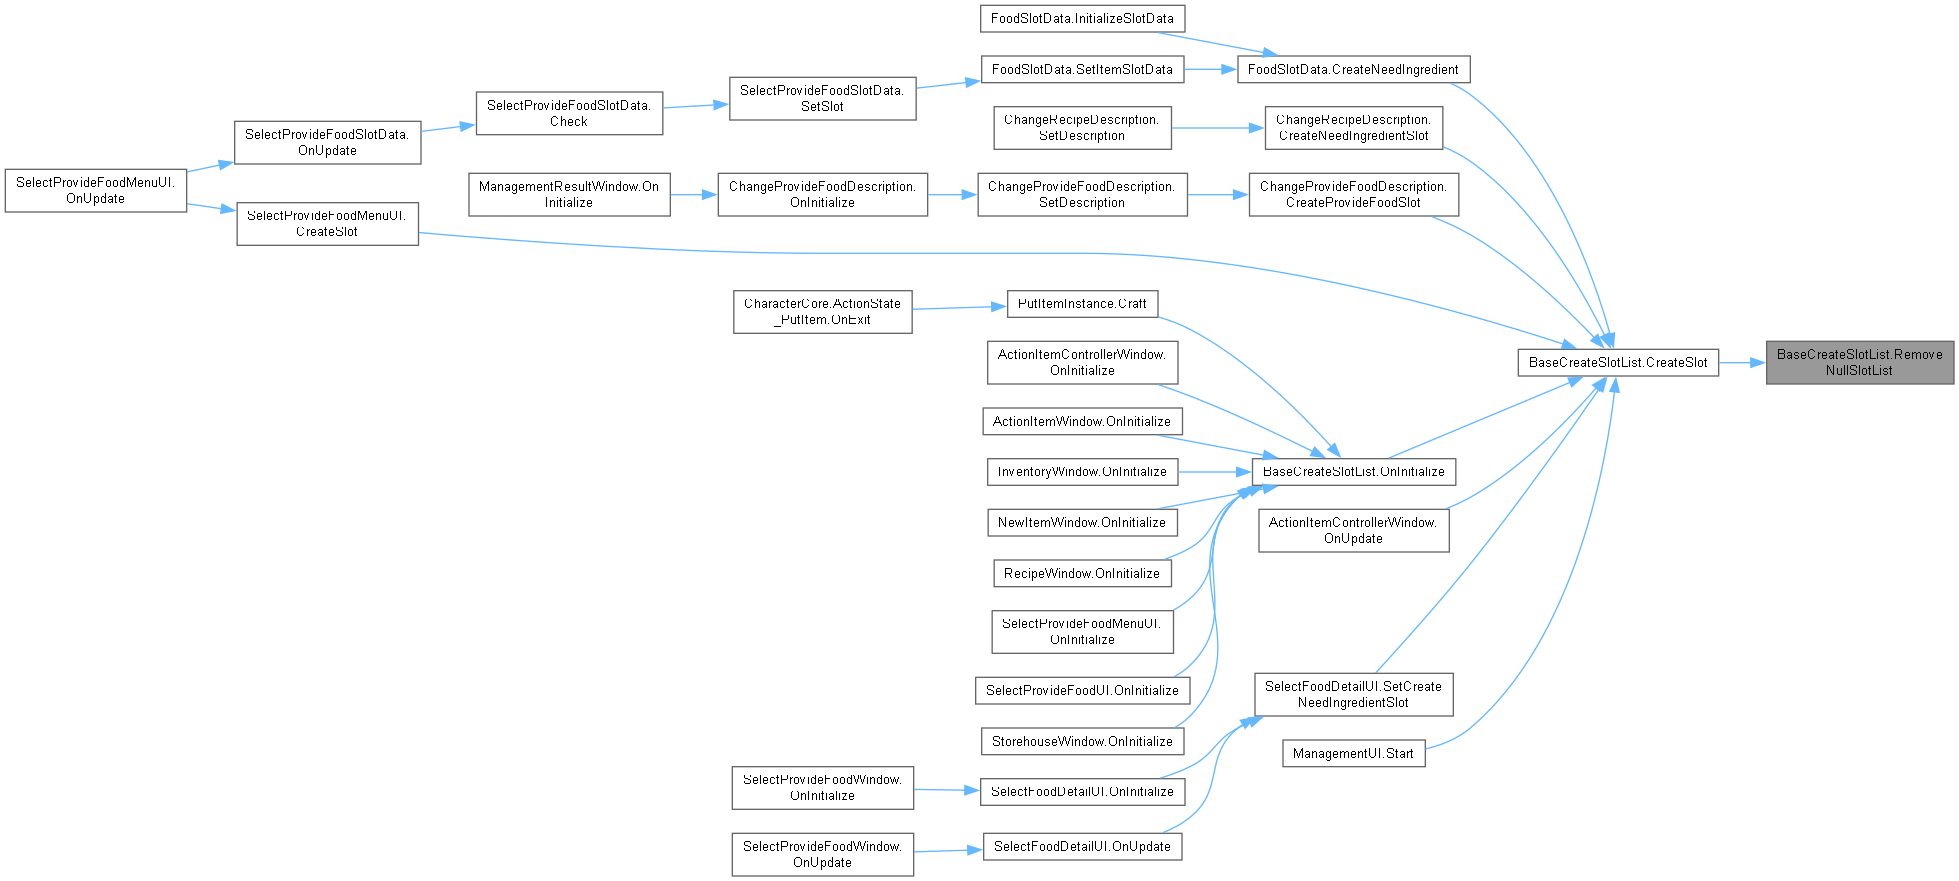 FoodSlotData.InitializeSlotData
FoodSlotData.SetItemSlotData
FoodSlotData.CreateNeedIngredient
SelectProvideFoodSlotData.
SetSlot
SelectProvideFoodSlotData.
Check
SelectProvideFoodSlotData.
OnUpdate
SelectProvideFoodMenuUI.
OnUpdate
ChangeRecipeDescription.
SetDescription
ChangeRecipeDescription.
CreateNeedIngredientSlot
ManagementResultWindow.On
Initialize
ChangeProvideFoodDescription.
OnInitialize
ChangeProvideFoodDescription.
SetDescription
ChangeProvideFoodDescription.
CreateProvideFoodSlot
SelectProvideFoodMenuUI.
CreateSlot
CharacterCore.ActionState
_PutItem.OnExit
PutItemInstance.Craft
ActionItemControllerWindow.
OnInitialize
BaseCreateSlotList.CreateSlot
BaseCreateSlotList.Remove
NullSlotList
ActionItemWindow.OnInitialize
InventoryWindow.OnInitialize
BaseCreateSlotList.OnInitialize
NewItemWindow.OnInitialize
ActionItemControllerWindow.
OnUpdate
RecipeWindow.OnInitialize
SelectProvideFoodMenuUI.
OnInitialize
SelectProvideFoodUI.OnInitialize
SelectFoodDetailUI.SetCreate
NeedIngredientSlot
StorehouseWindow.OnInitialize
ManagementUI.Start
SelectProvideFoodWindow.
OnInitialize
SelectFoodDetailUI.OnInitialize
SelectProvideFoodWindow.
OnUpdate
SelectFoodDetailUI.OnUpdate